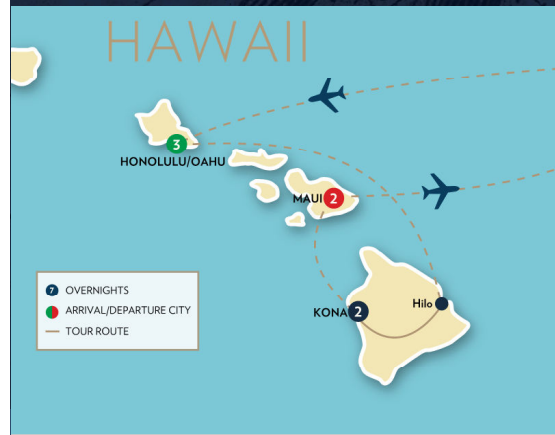 HAWAII
3
HONOLULU/OAHU
MAUI 2
KONA 2
Hilo
7 OVERNIGHTS
ARRIVAL/DEPARTURE CITY
TOUR ROUTE